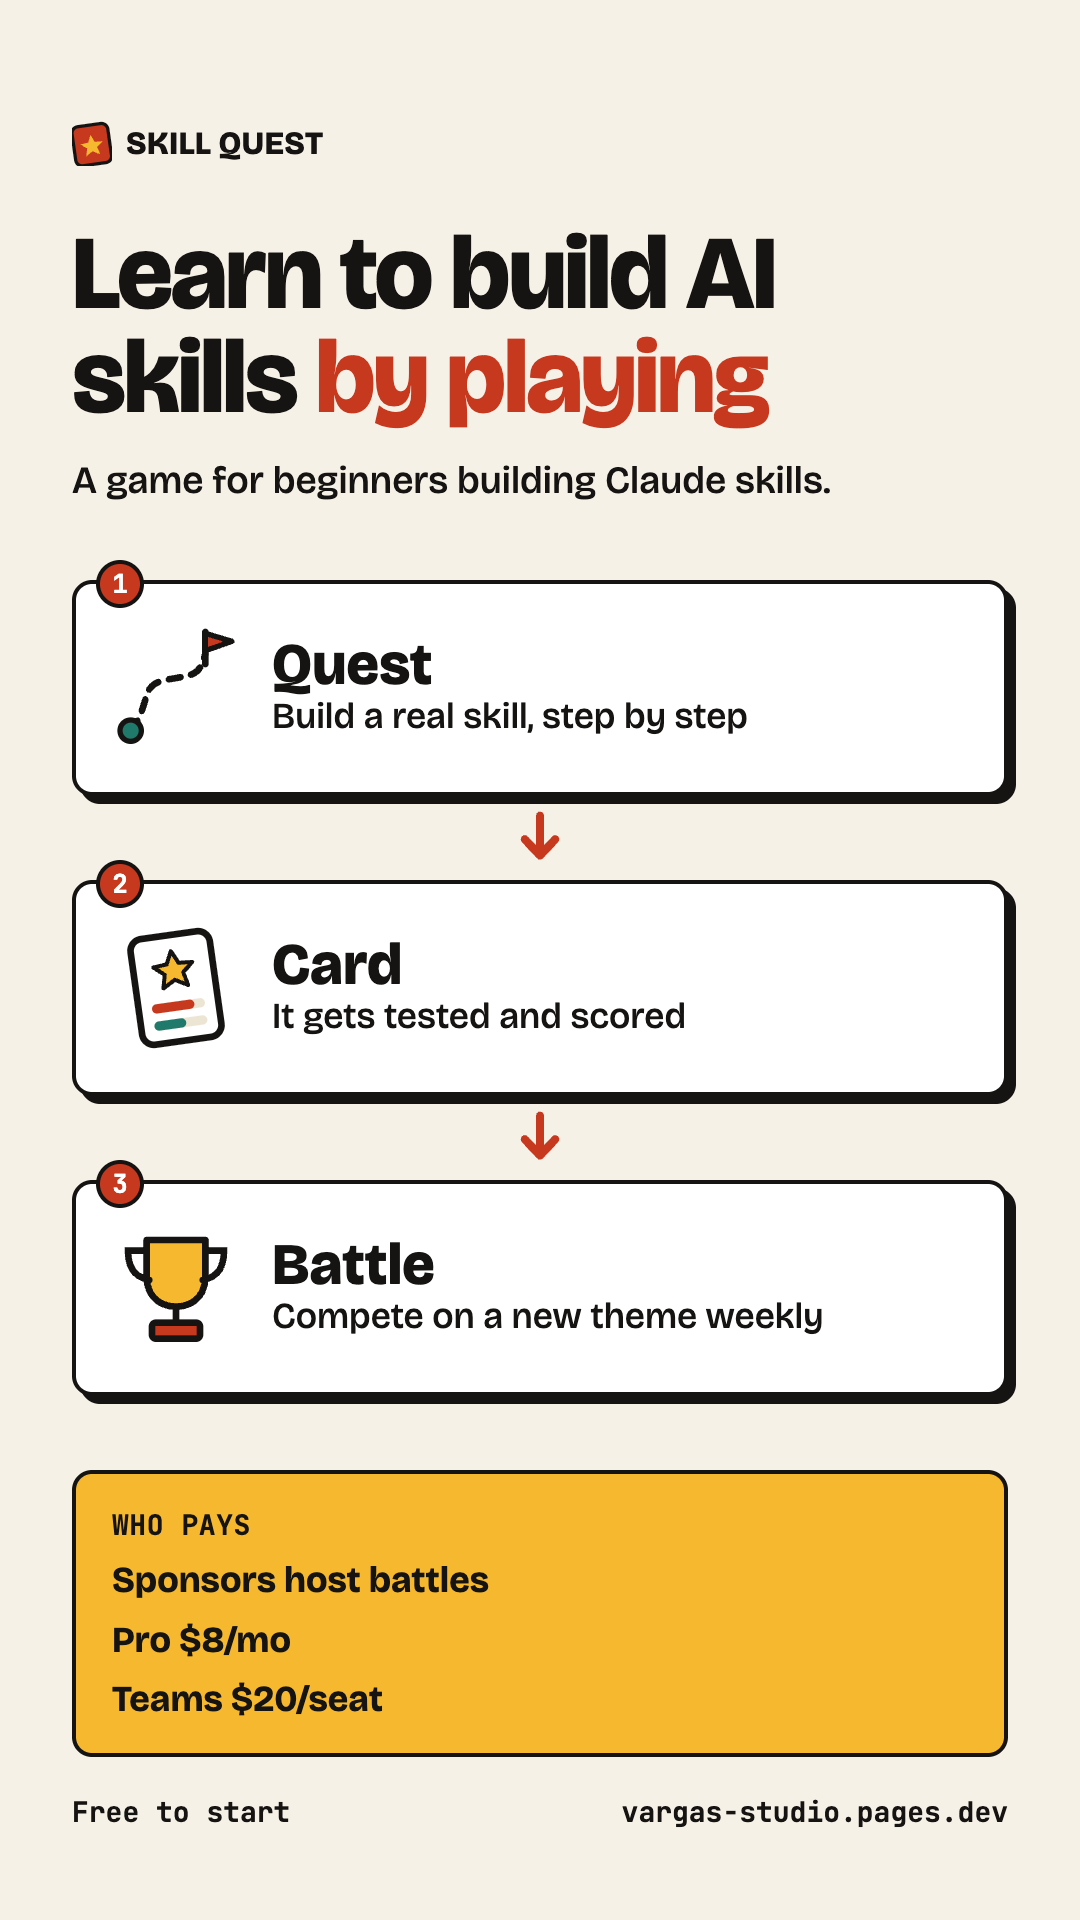 SKILL QUEST
Learn to build AI
skills by playing
A game for beginners building Claude skills.
1
Quest
Build a real skill, step by step
2
Card
It gets tested and scored
3
Battle
Compete on a new theme weekly
WHO PAYS
Sponsors host battles
Pro $8/mo
Teams $20/seat
Free to start
vargas-studio.pages.dev